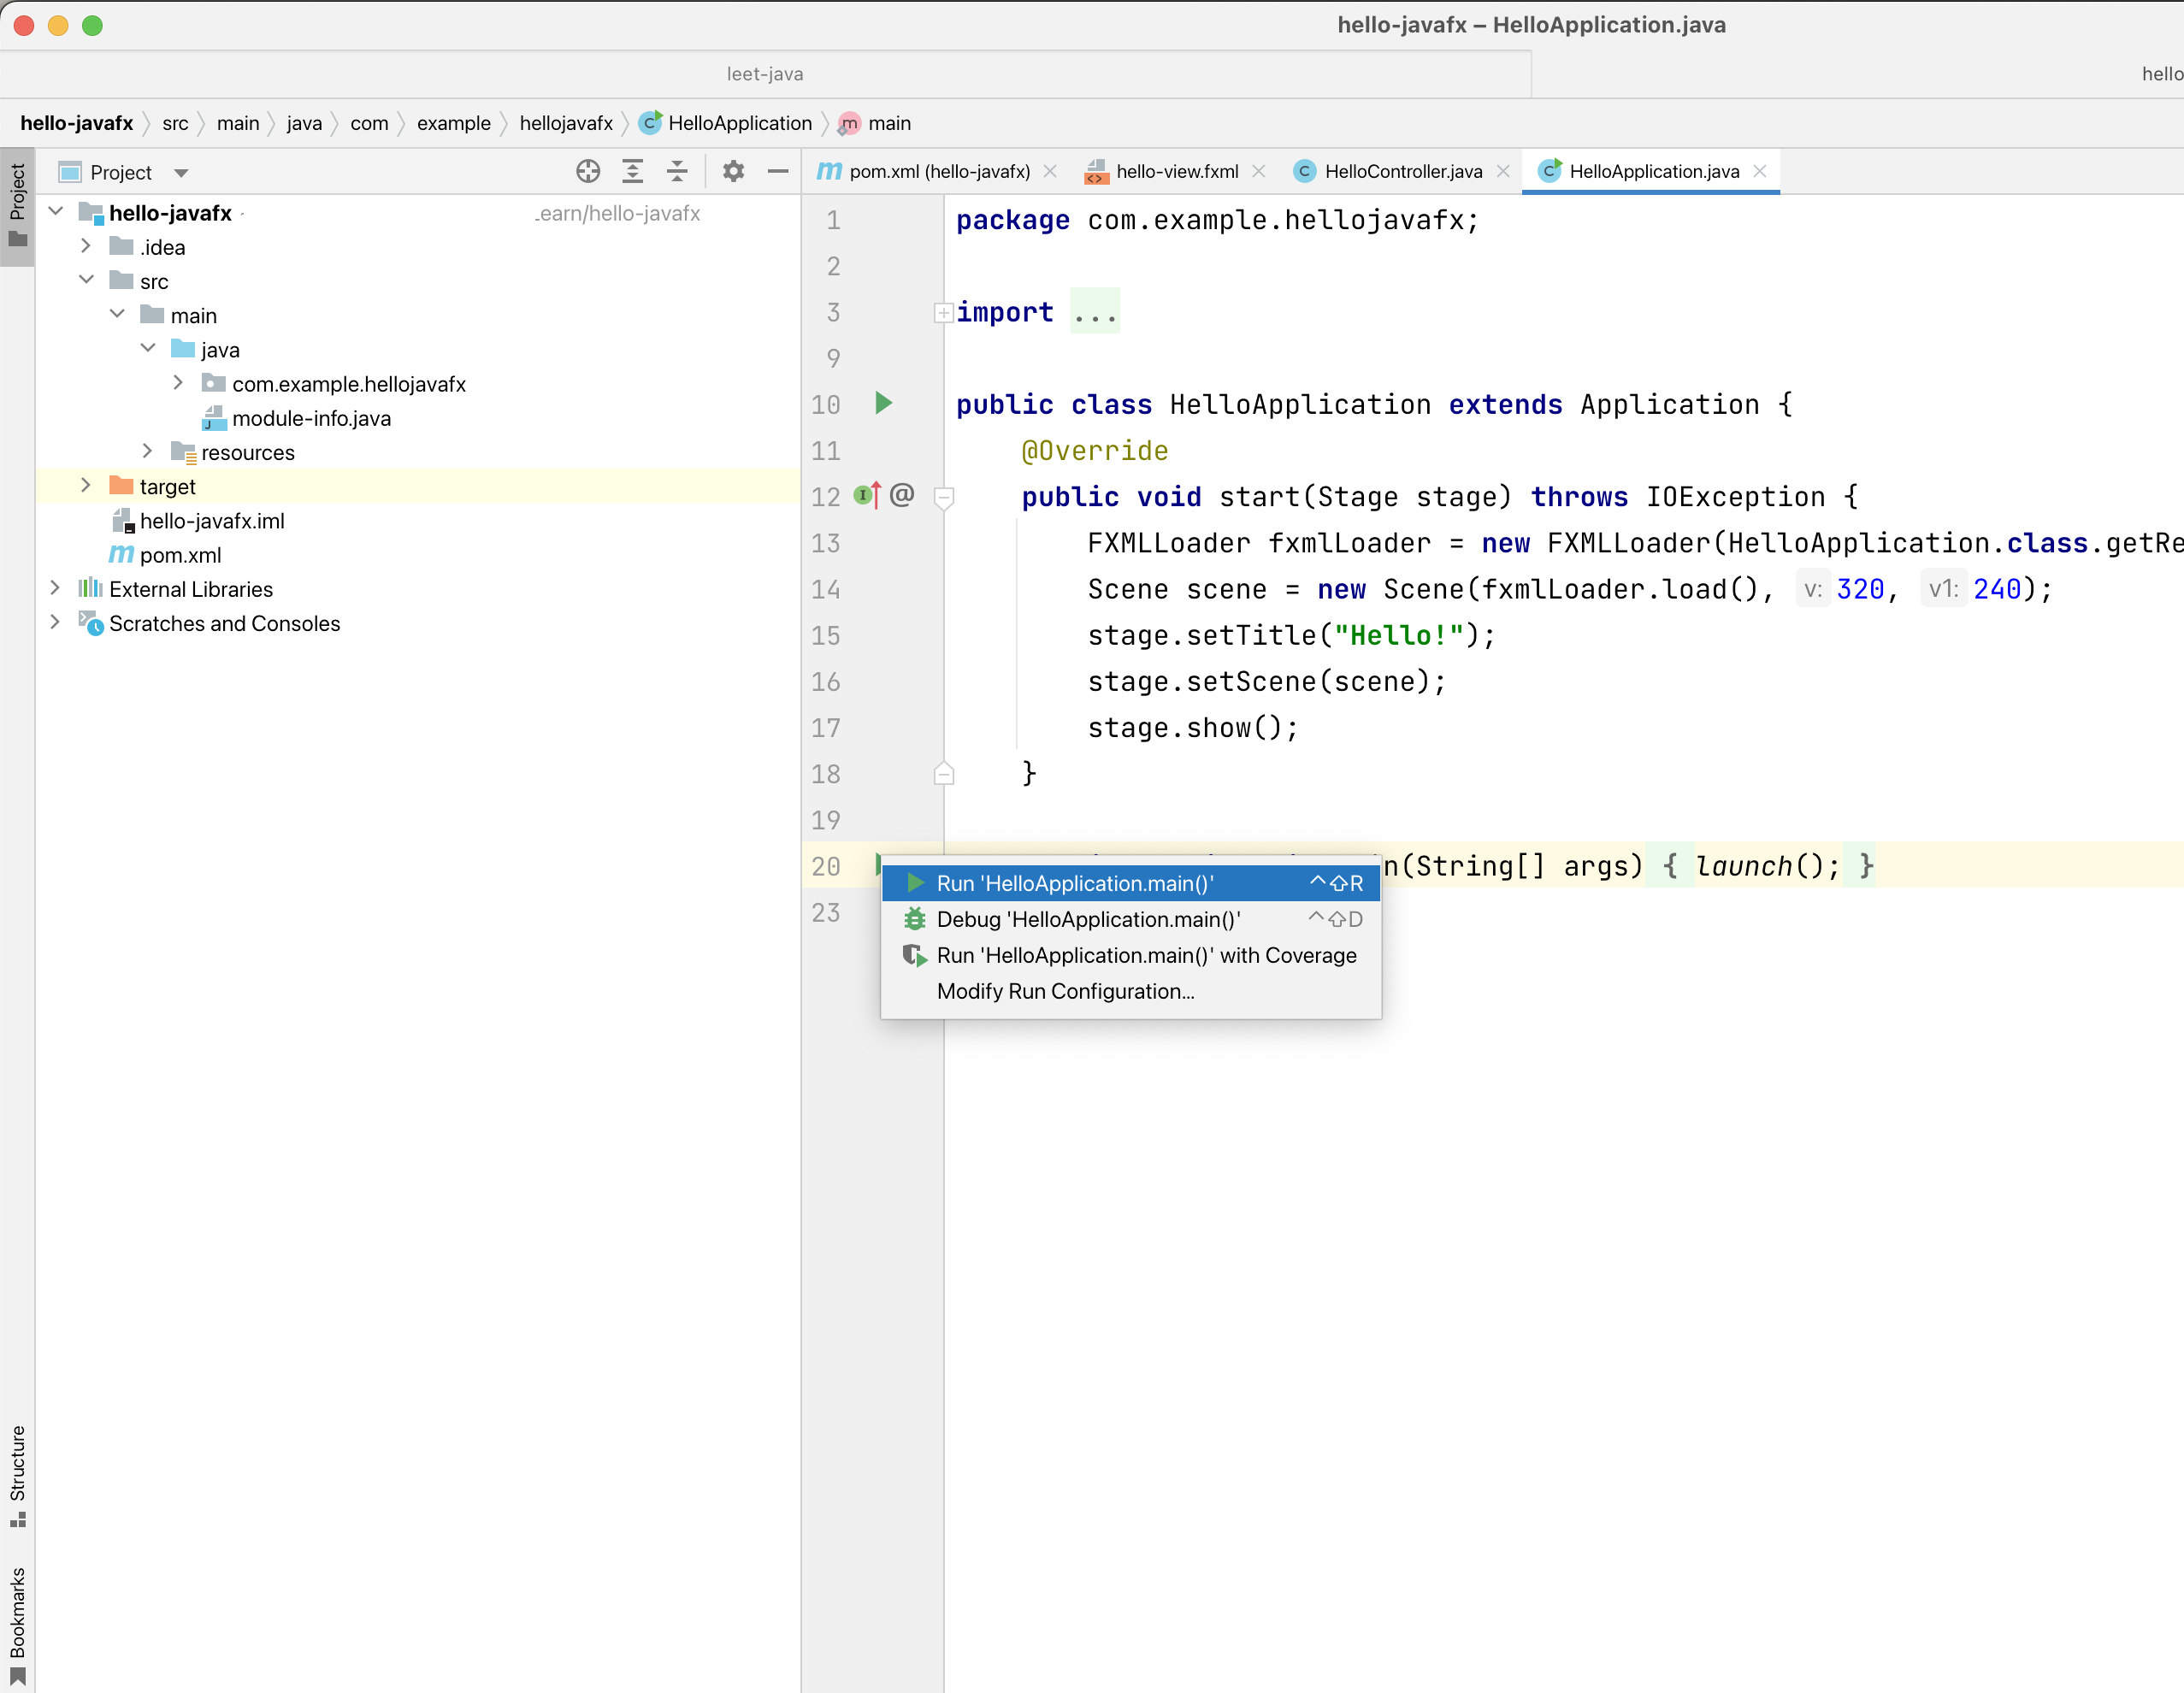 hello-javafx – HelloApplication.java
leet-java
hello
hello-javafx src main java com example hellojavafx HelloApplication m main
Project
Project
pom.xml (hello-javafx) hello-view.fxml HelloController.java HelloApplication.java
hello-javafx earn/hello-javafx
.idea
src
main
java
com.example.hellojavafx
module-info.java
resources
target
hello-javafx.iml
pom.xml
External Libraries
Scratches and Consoles
1 package com.example.hellojavafx;
2
3 import ...
9
10 public class HelloApplication extends Application {
11 @Override
12 @ public void start(Stage stage) throws IOException {
13 FXMLLoader fxmlLoader = new FXMLLoader(HelloApplication.class.getRe
14 Scene scene = new Scene(fxmlLoader.load(), v: 320, v1: 240);
15 stage.setTitle("Hello!");
16 stage.setScene(scene);
17 stage.show();
18 }
19
20 n(String[] args) { launch(); }
23
Run 'HelloApplication.main()' ^⇧R
Debug 'HelloApplication.main()' ^⇧D
Run 'HelloApplication.main()' with Coverage
Modify Run Configuration...
Structure
Bookmarks